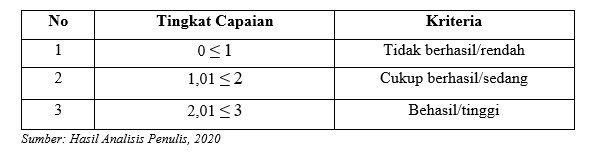 No Tingkat Capaian Kriteria
1 0 ≤ 1 Tidak berhasil/rendah
2 1,01 ≤ 2 Cukup berhasil/sedang
3 2,01 ≤ 3 Behasil/tinggi
Sumber: Hasil Analisis Penulis, 2020